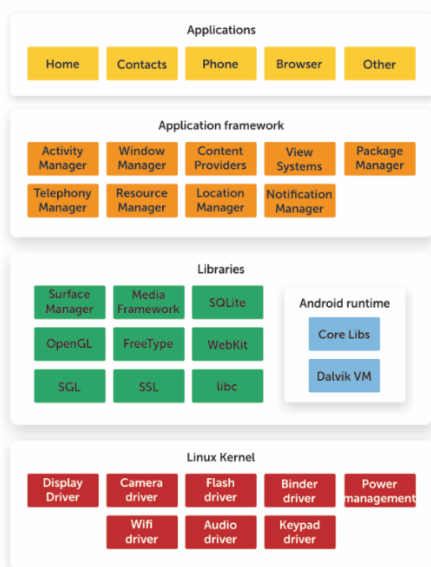 Applications
Home Contacts Phone Browser Other
Application framework
Activity Manager Window Manager Content Providers View Systems Package Manager
Telephony Manager Resource Manager Location Manager Notification Manager
Libraries
Surface Manager Media Framework SQLite
OpenGL FreeType WebKit
SGL SSL libc
Android runtime
Core Libs
Dalvik VM
Linux Kernel
Display Driver Camera driver Flash driver Binder driver Power management
Wifi driver Audio driver Keypad driver